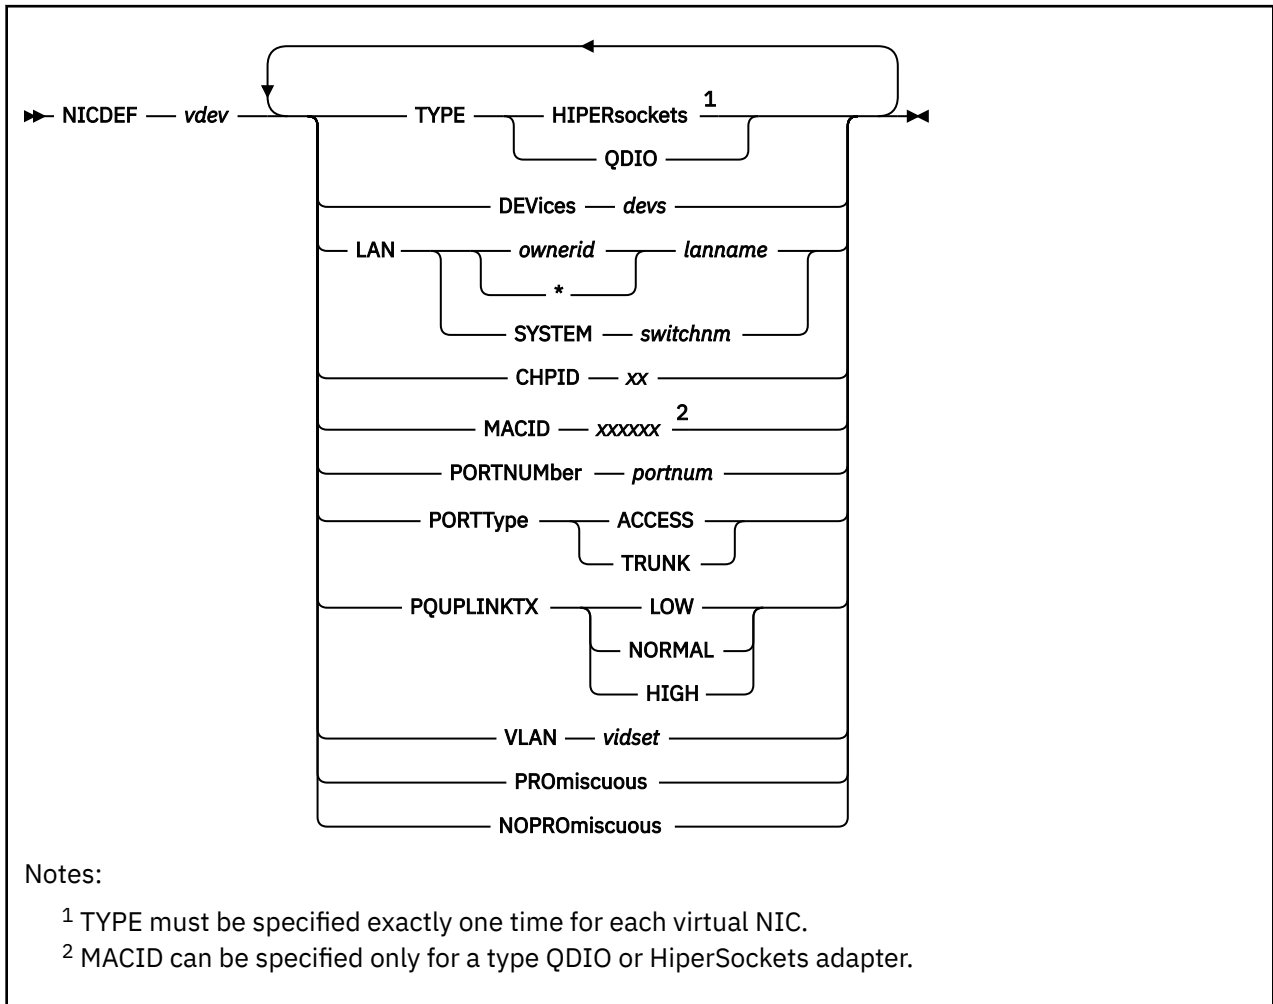 NICDEF vdev TYPE HIPERsockets 1
QDIO
DEVices devs
LAN ownerid lanname
*
SYSTEM switchnm
CHPID xx
MACID xxxxxx 2
PORTNUMber portnum
PORTType ACCESS
TRUNK
PQUPLINKTX LOW
NORMAL
HIGH
VLAN vidset
PROmiscuous
NOPROmiscuous
Notes:
1 TYPE must be specified exactly one time for each virtual NIC.
2 MACID can be specified only for a type QDIO or HiperSockets adapter.